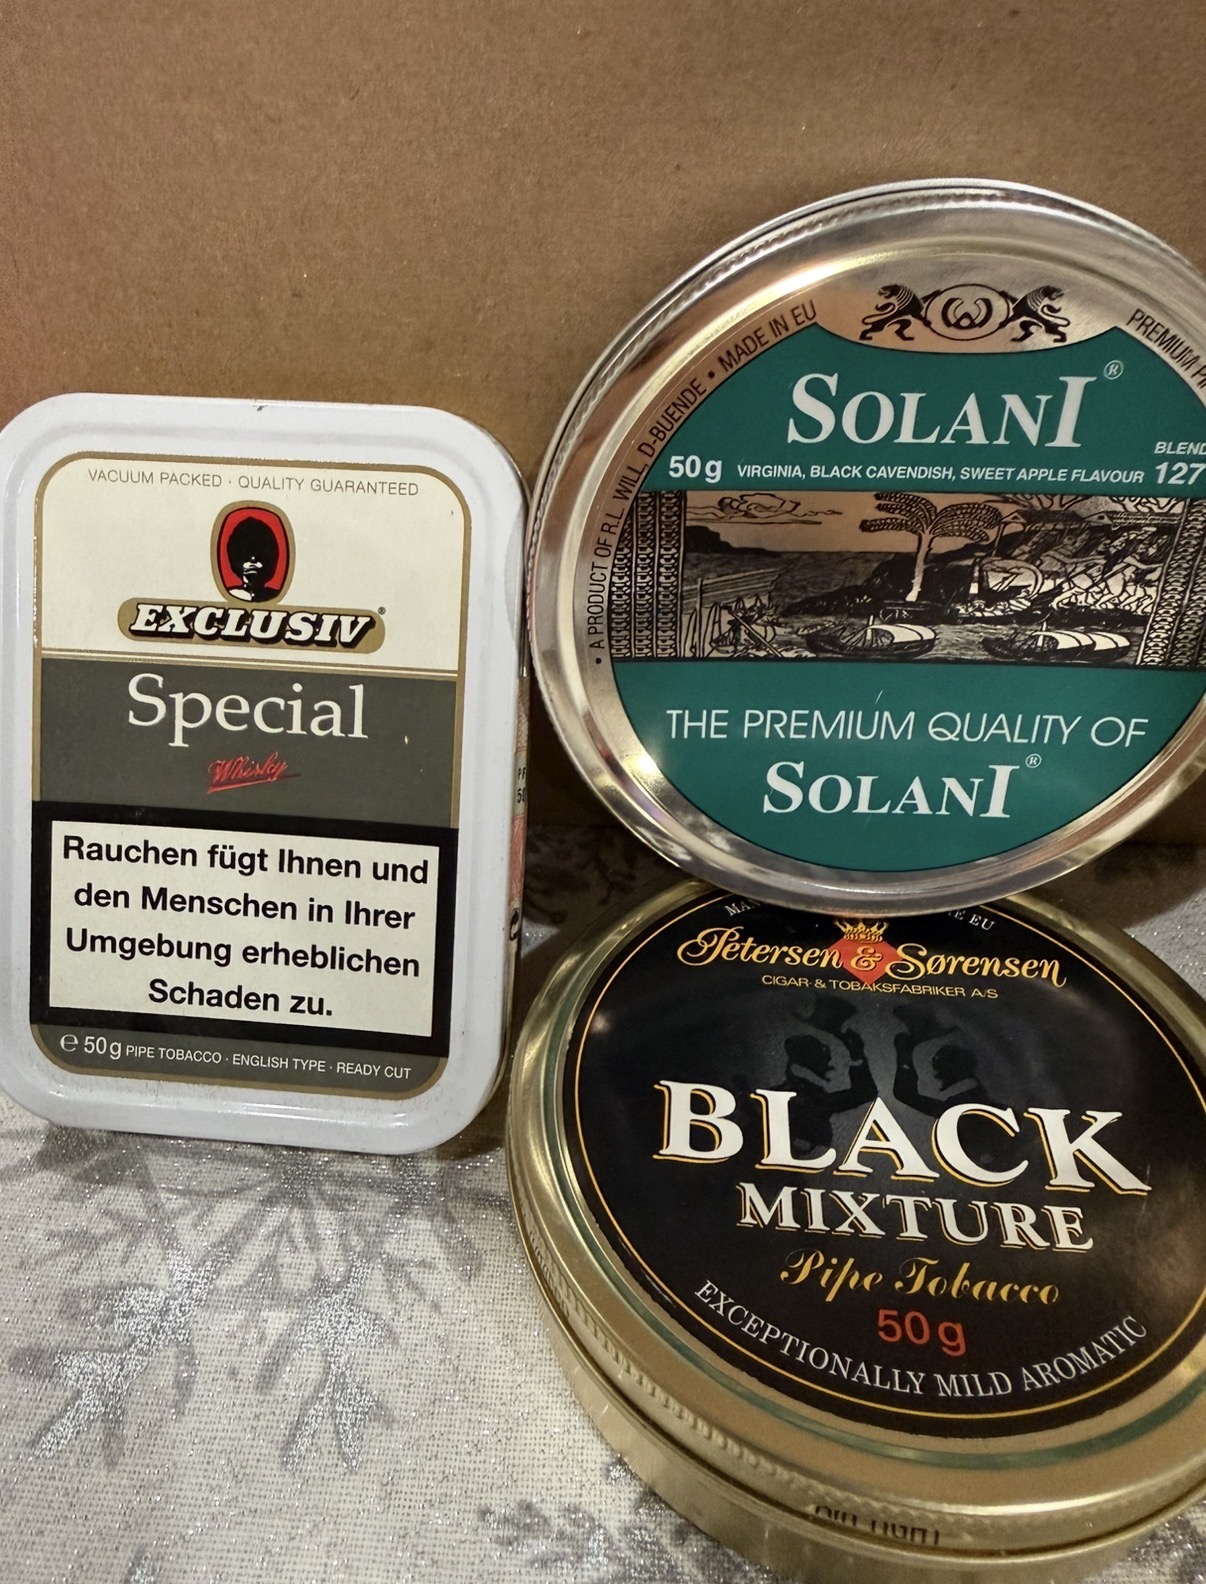 VACUUM PACKED · QUALITY GUARANTEED
EXCLUSIV®
Special
Whisky
Rauchen fügt Ihnen und
den Menschen in Ihrer
Umgebung erheblichen
Schaden zu.
e 50g PIPE TOBACCO · ENGLISH TYPE · READY CUT
• A PRODUCT OF R.L. WILL D-BUENDE • MADE IN EU
PREMIUM
SOLANI®
BLEND
50g VIRGINIA, BLACK CAVENDISH, SWEET APPLE FLAVOUR 127
THE PREMIUM QUALITY OF
SOLANI®
EU
Petersen & Sørensen
CIGAR- & TOBAKSFABRIKER A/S
BLACK
MIXTURE
Pipe Tobacco
50g
EXCEPTIONALLY MILD AROMATIC